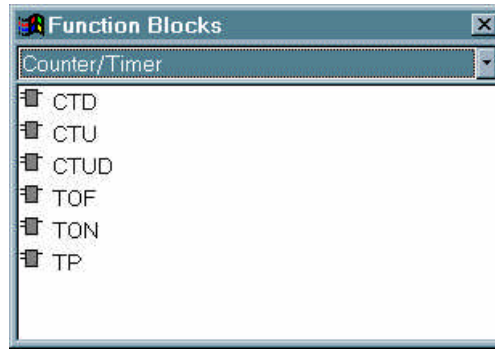 Function Blocks
Counter/Timer
CTD
CTU
CTUD
TOF
TON
TP